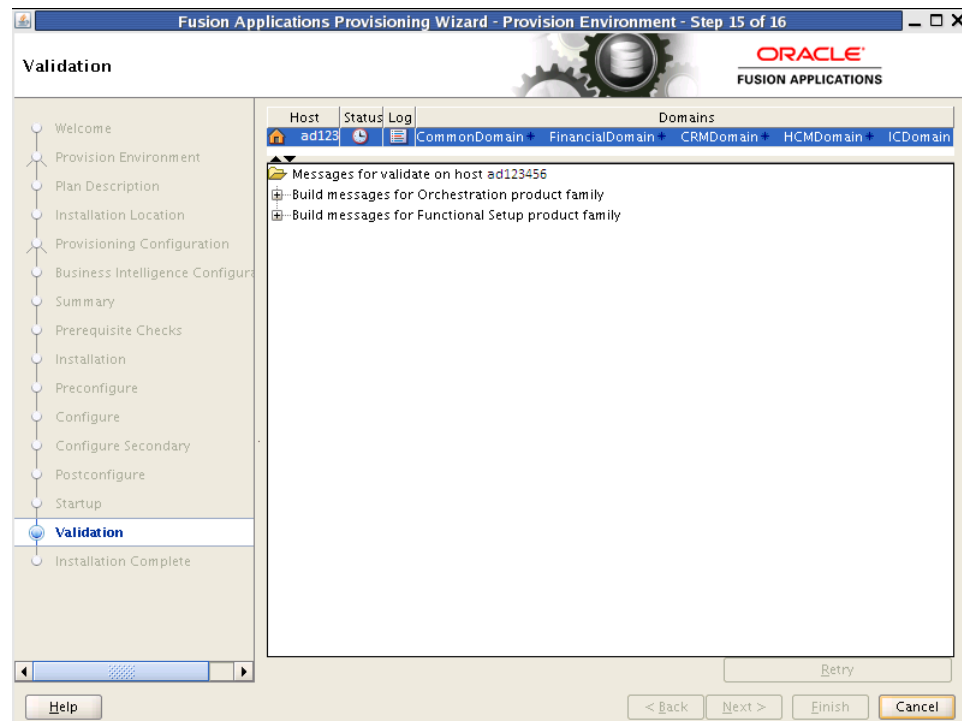 Fusion Applications Provisioning Wizard - Provision Environment - Step 15 of 16
Validation
ORACLE
FUSION APPLICATIONS
Welcome
Provision Environment
Plan Description
Installation Location
Provisioning Configuration
Business Intelligence Configura
Summary
Prerequisite Checks
Installation
Preconfigure
Configure
Configure Secondary
Postconfigure
Startup
Validation
Installation Complete
Host Status Log Domains
ad123 CommonDomain+ FinancialDomain+ CRMDomain+ HCMDomain+ ICDomain
Messages for validate on host ad123456
Build messages for Orchestration product family
Build messages for Functional Setup product family
Retry
Help < Back Next > Finish Cancel